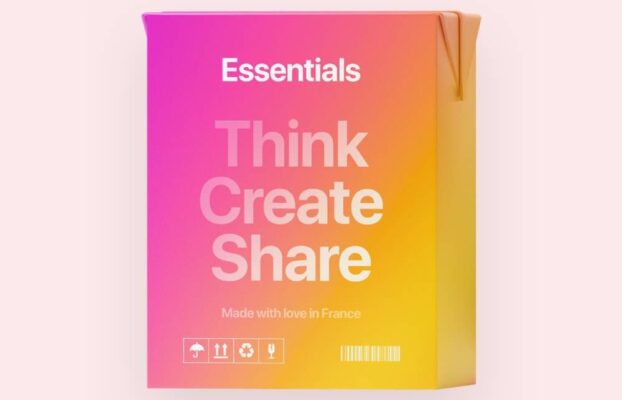 Essentials
Think
Create
Share
Made with love in France